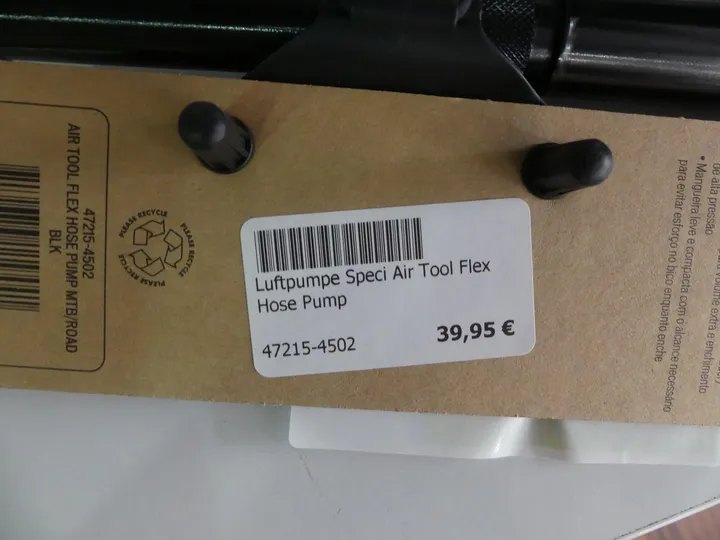 47215-4502
AIR TOOL FLEX HOSE PUMP MTB/ROAD
BLK
PLEASE RECYCLE
PLEASE RECYCLE
PLEASE RECYCLE
Luftpumpe Speci Air Tool Flex
Hose Pump
39,95 €
47215-4502
de alta pressão
• Mangueira leve e compacta com o alcance necessário
para evitar esforço no bico enquanto enche
extra e enchimento